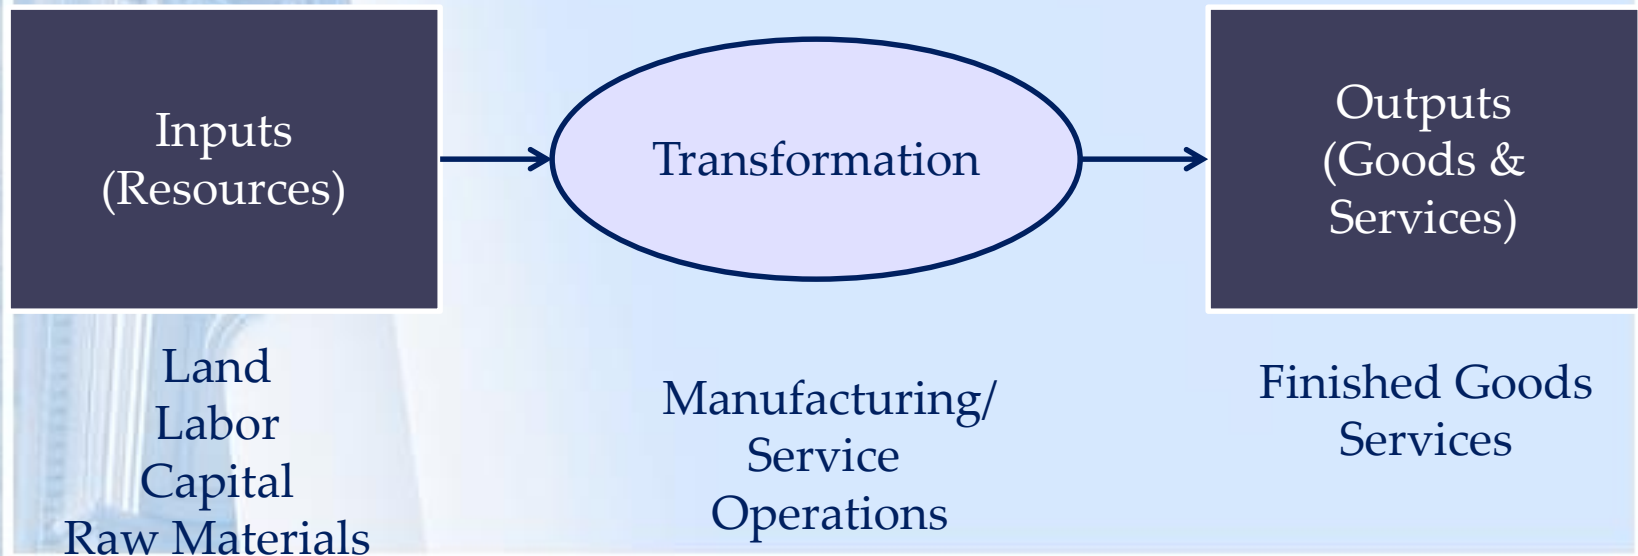 Inputs
(Resources)
Transformation
Outputs
(Goods &
Services)
Land
Labor
Capital
Raw Materials
Manufacturing/
Service
Operations
Finished Goods
Services